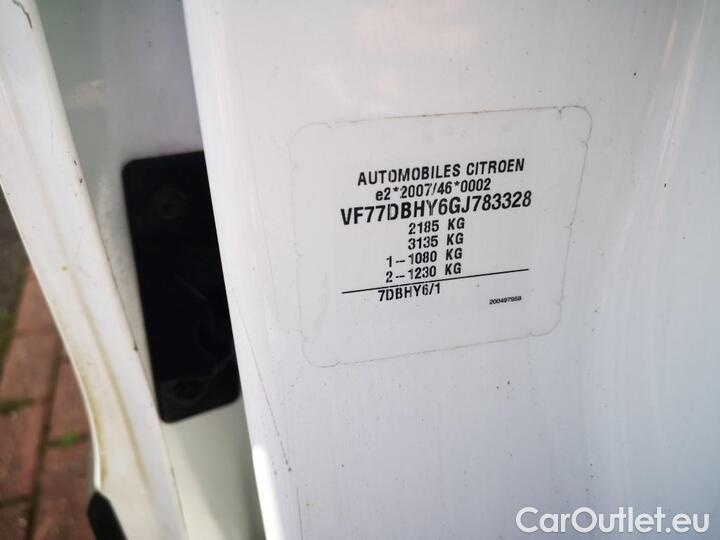 AUTOMOBILES CITROEN
e2*2007/46*0002
VF77DBHY6GJ783328
2185 KG
3135 KG
1--1080 KG
2--1230 KG
7DBHY6/1
200497958
CarOutlet.eu